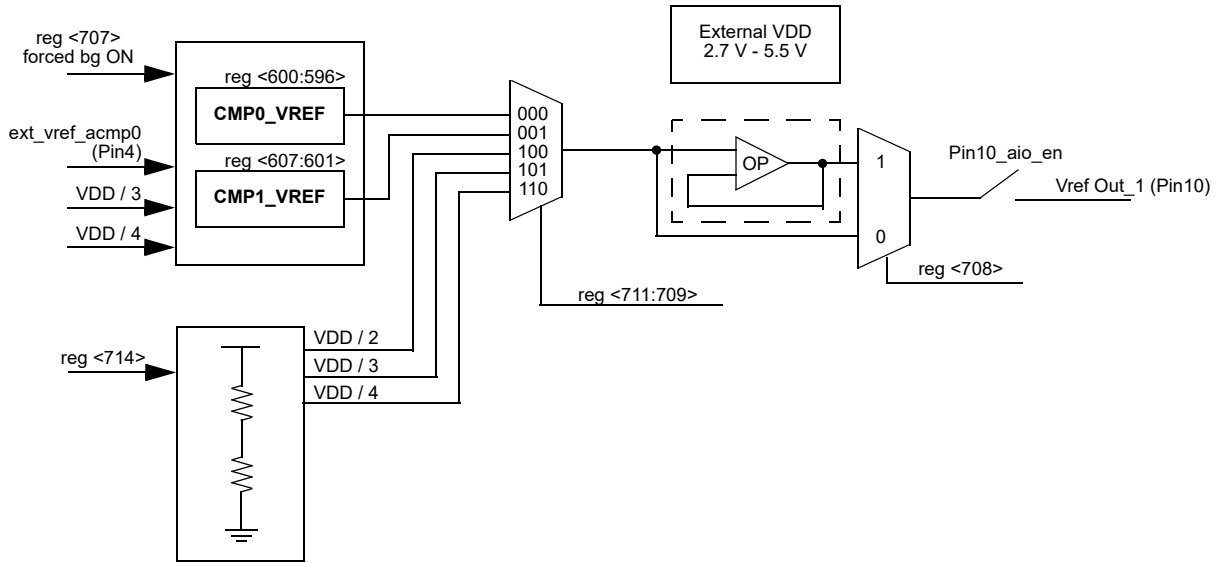 External VDD
2.7 V - 5.5 V
reg <707>
forced bg ON
reg <600:596>
CMP0_VREF
ext_vref_acmp0
(Pin4)
reg <607:601>
CMP1_VREF
VDD / 3
VDD / 4
000
001
100
101
110
OP
1
0
Pin10_aio_en
Vref Out_1 (Pin10)
reg <708>
reg <711:709>
reg <714>
VDD / 2
VDD / 3
VDD / 4